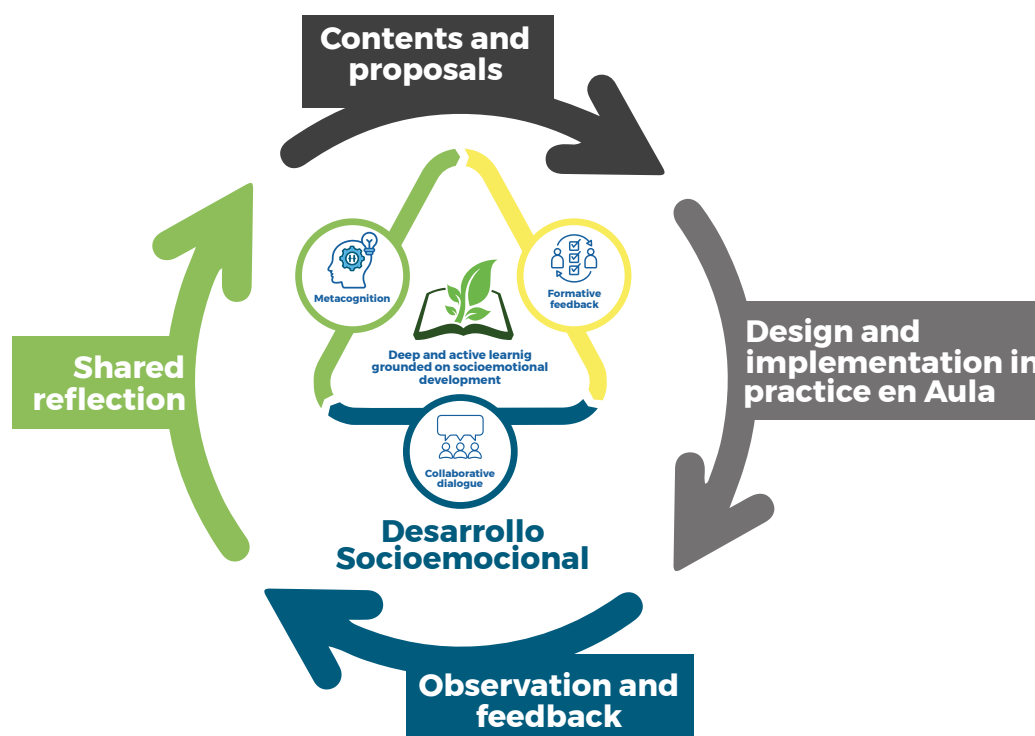 Contents and
proposals
Metacognition
Formative
feedback
Deep and active learnig
grounded on socioemotional
development
Design and
implementation in
practice en Aula
Shared
reflection
Collaborative
dialogue
Desarrollo
Socioemocional
Observation and
feedback